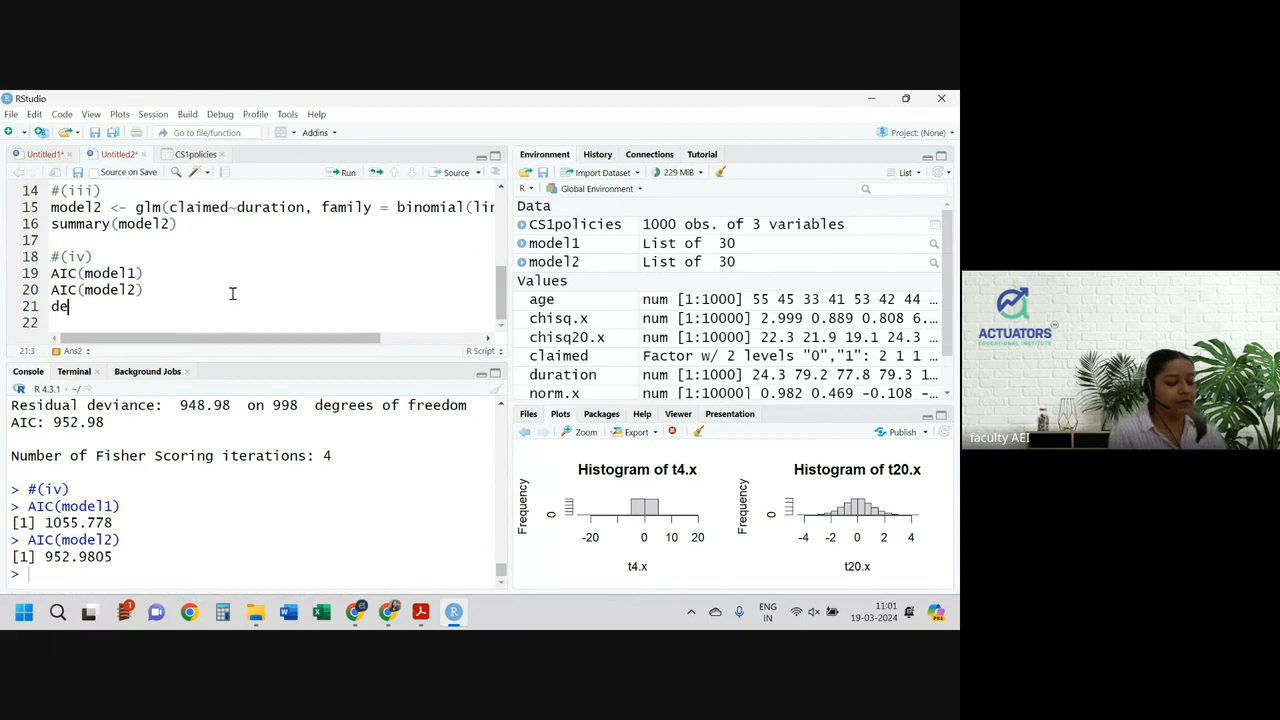 RStudio
File Edit Code View Plots Session Build Debug Profile Tools Help
Go to file/function Addins Project: (None)
Untitled1* Untitled2* CS1policies
Source on Save Run Source
14 #(iii)
15 model2 <- glm(claimed~duration, family = binomial(lin
16 summary(model2)
17
18 #(iv)
19 AIC(model1)
20 AIC(model2)
21 de
22
21:3 Ans2 R Script
Console Terminal Background Jobs
R 4.3.1 · ~/
Residual deviance: 948.98 on 998 degrees of freedom
AIC: 952.98
Number of Fisher Scoring iterations: 4
> #(iv)
> AIC(model1)
[1] 1055.778
> AIC(model2)
[1] 952.9805
>
Environment History Connections Tutorial
Import Dataset 229 MiB List
R Global Environment
Data
CS1policies 1000 obs. of 3 variables
model1 List of 30
model2 List of 30
Values
age num [1:1000] 55 45 33 41 53 42 44 …
chisq.x num [1:1000] 2.999 0.889 0.808 6.…
chisq20.x num [1:1000] 22.3 21.9 19.1 24.3 …
claimed Factor w/ 2 levels "0","1": 2 1 1 …
duration num [1:1000] 24.3 79.2 77.8 79.3 1…
norm.x num [1:1000] 0.982 0.469 -0.108 -…
Files Plots Packages Help Viewer Presentation
Zoom Export Publish
Histogram of t4.x
Frequency
0
-20 0 10 20
t4.x
Histogram of t20.x
Frequency
0
-4 -2 0 2 4
t20.x
ENG
IN
11:01
19-03-2024
ACTUATORS
EDUCATIONAL INSTITUTE
faculty AEI